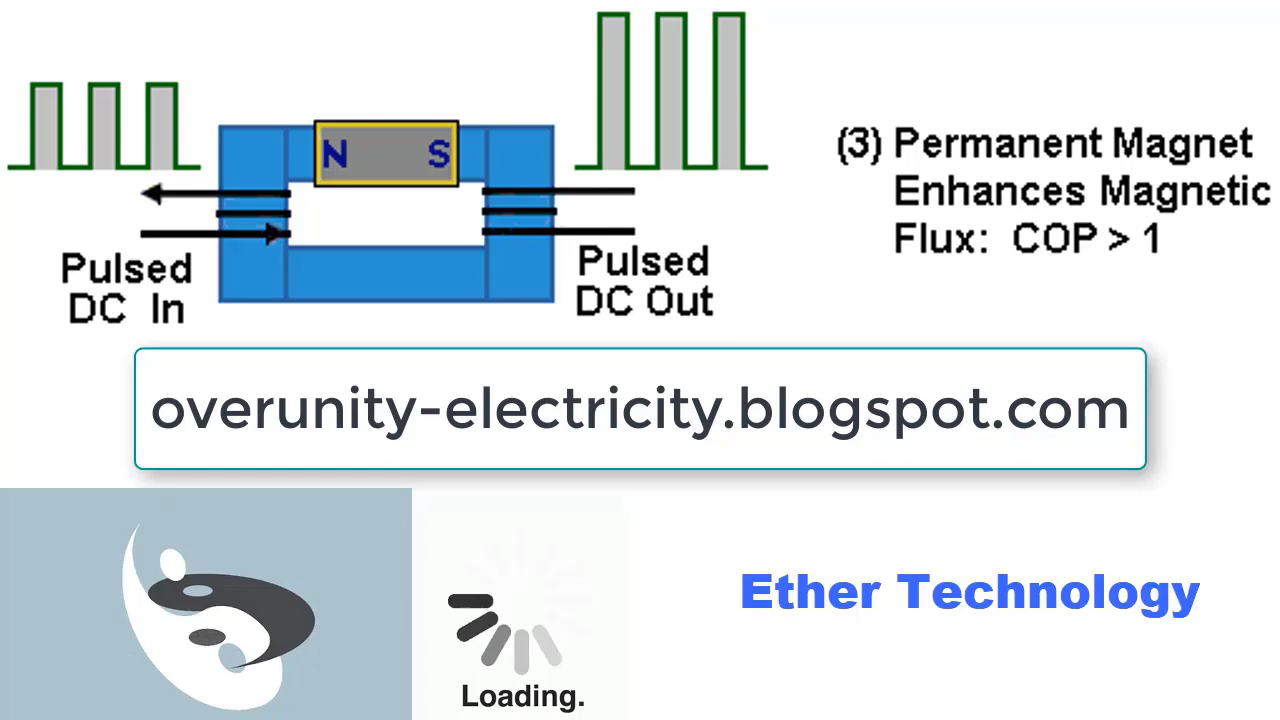 N S
(3) Permanent Magnet
Enhances Magnetic
Flux: COP > 1
Pulsed
DC In
Pulsed
DC Out
overunity-electricity.blogspot.com
Ether Technology
Loading.